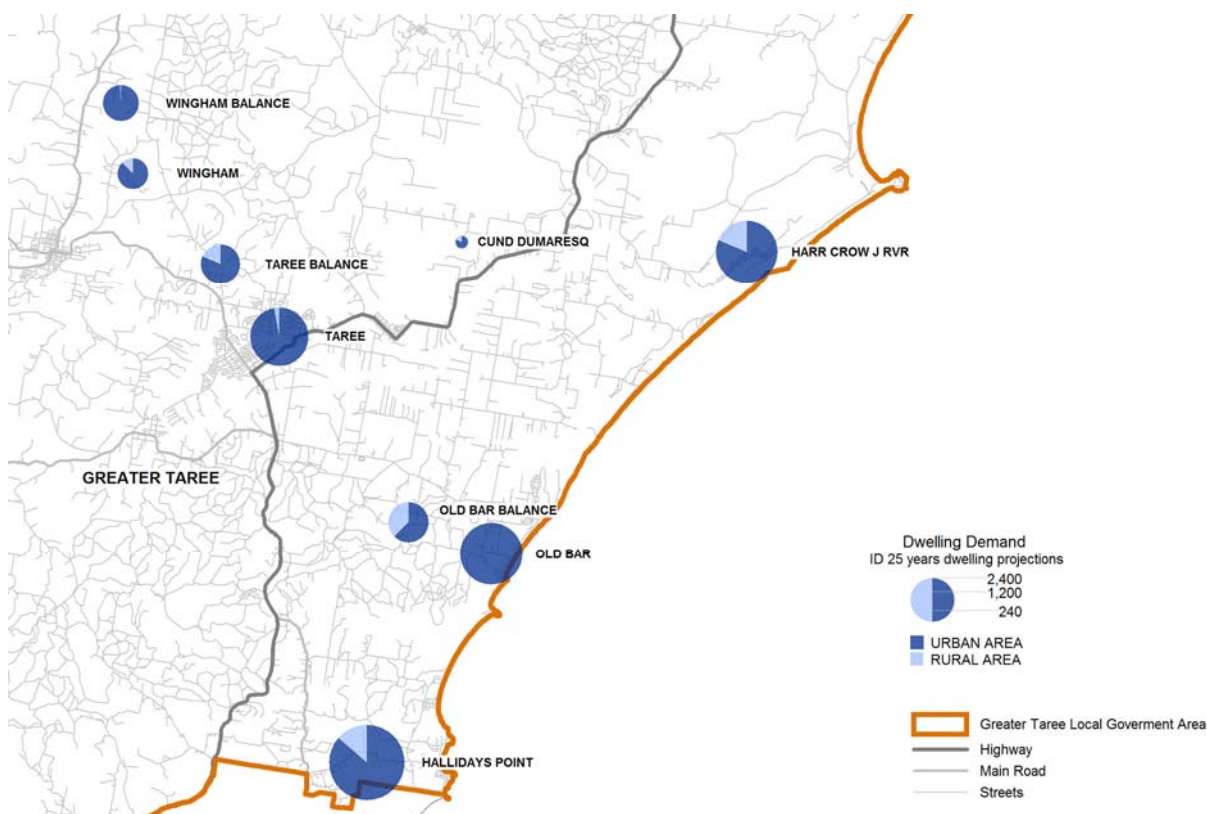 WINGHAM BALANCE
WINGHAM
CUND DUMARESQ
HARR CROW J RVR
TAREE BALANCE
TAREE
GREATER TAREE
OLD BAR BALANCE
OLD BAR
HALLIDAYS POINT
Dwelling Demand
ID 25 years dwelling projections
2,400
1,200
240
URBAN AREA
RURAL AREA
Greater Taree Local Goverment Area
Highway
Main Road
Streets